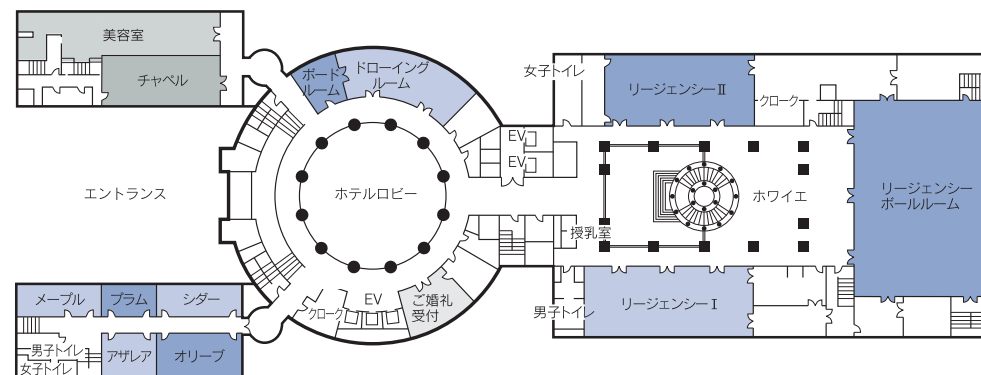 美容室
チャペル
ボード
ルーム
ドローイング
ルーム
女子トイレ
リージェンシーⅡ
クローク
EV
EV
エントランス
ホテルロビー
ホワイエ
リージェンシー
ボールルーム
授乳室
メープル
プラム
シダー
クローク
EV
ご婚礼
受付
男子トイレ
リージェンシーⅠ
男子トイレ
女子トイレ
アザレア
オリーブ